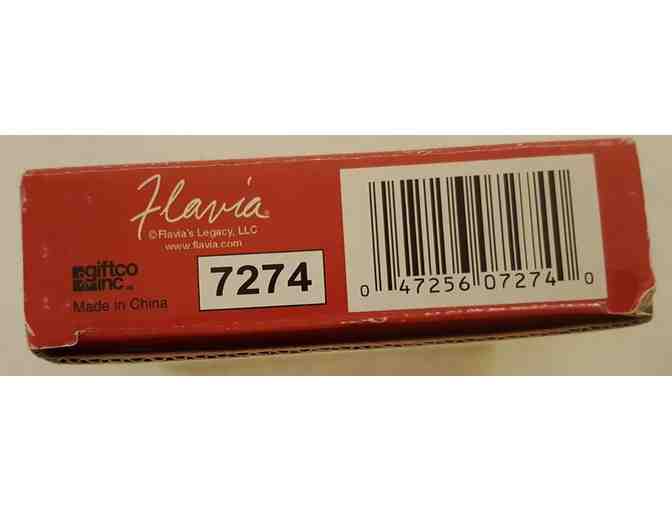 Flavia®
©Flavia's Legacy, LLC
www.flavia.com
giftco
inc.
Made in China
7274
0 47256 07274 0